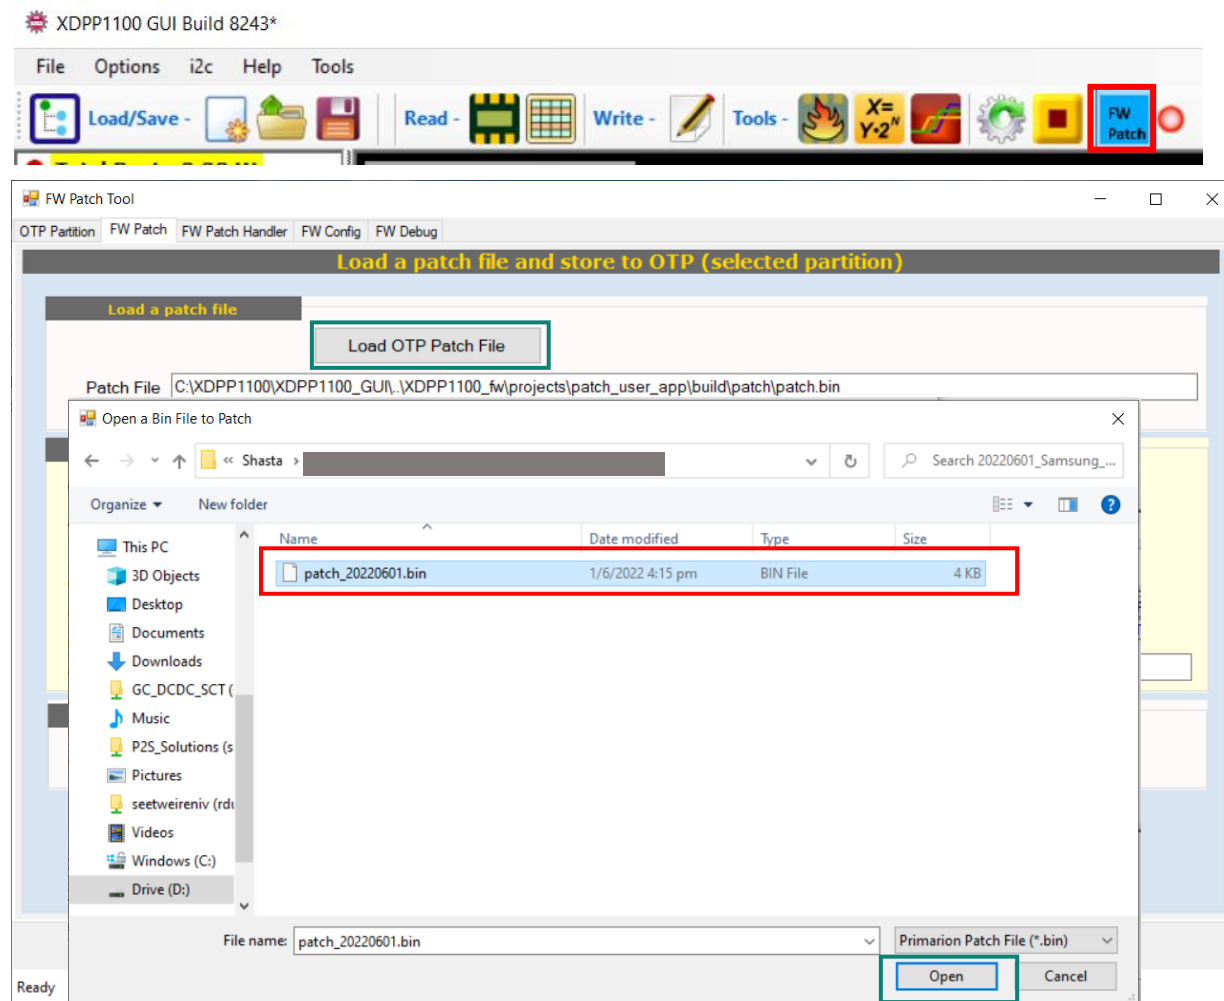 XDPP1100 GUI Build 8243*
File Options i2c Help Tools
Load/Save - Read - Write - Tools - X= Y·2ᴺ FW Patch
FW Patch Tool
OTP Partition FW Patch FW Patch Handler FW Config FW Debug
Load a patch file and store to OTP (selected partition)
Load a patch file
Load OTP Patch File
Patch File C:\XDPP1100\XDPP1100_GUI\..\XDPP1100_fw\projects\patch_user_app\build\patch\patch.bin
Open a Bin File to Patch
« Shasta › Search 20220601_Samsung_...
Organize New folder
Name Date modified Type Size
patch_20220601.bin 1/6/2022 4:15 pm BIN File 4 KB
This PC
3D Objects
Desktop
Documents
Downloads
GC_DCDC_SCT (
Music
P2S_Solutions (s
Pictures
seetweireniv (rdu
Videos
Windows (C:)
Drive (D:)
File name: patch_20220601.bin Primarion Patch File (*.bin)
Open Cancel
Ready